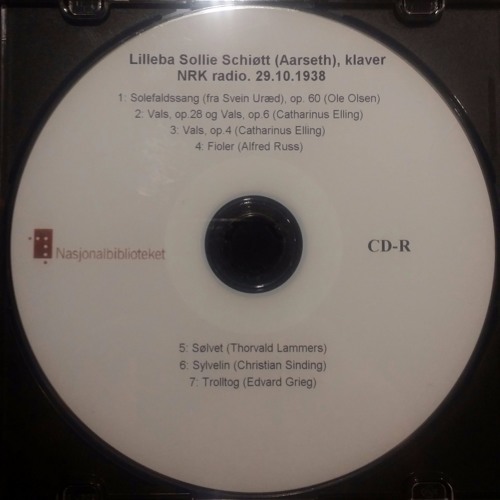 Lilleba Sollie Schiøtt (Aarseth), klaver
NRK radio. 29.10.1938
1: Solefaldssang (fra Svein Uræd), op. 60 (Ole Olsen)
2: Vals, op.28 og Vals, op.6 (Catharinus Elling)
3: Vals, op.4 (Catharinus Elling)
4: Fioler (Alfred Russ)
Nasjonalbiblioteket
CD-R
5: Sølvet (Thorvald Lammers)
6: Sylvelin (Christian Sinding)
7: Trolltog (Edvard Grieg)